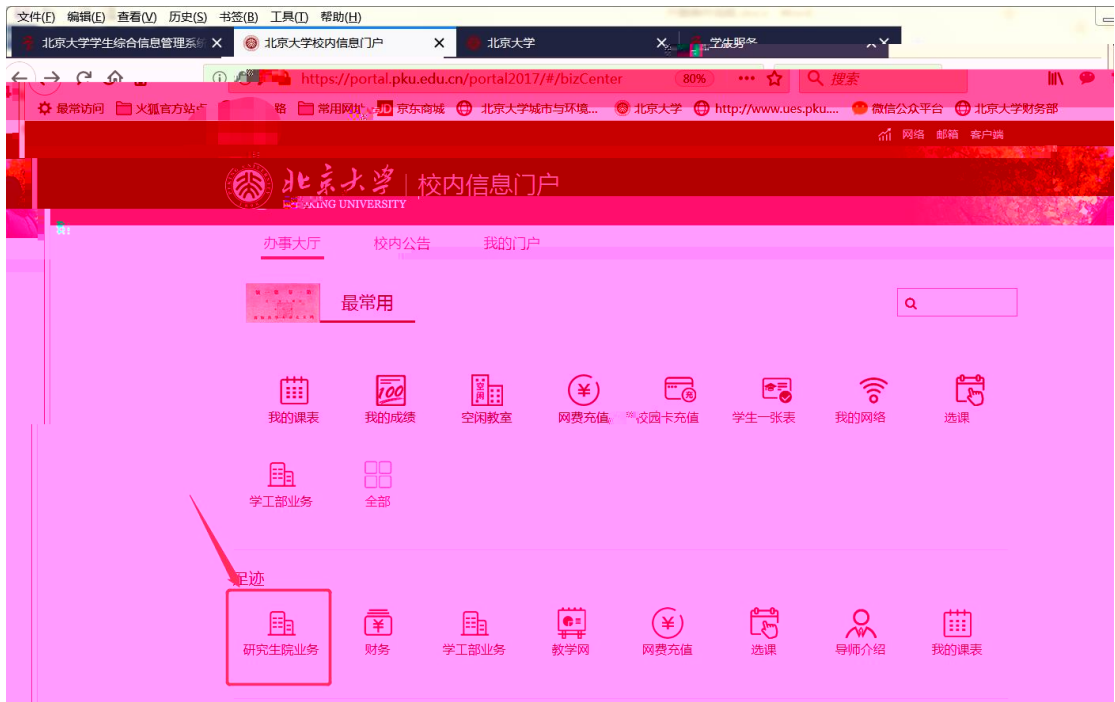 文件(F) 编辑(E) 查看(V) 历史(S) 书签(B) 工具(T) 帮助(H)
北京大学学生综合信息管理系统 北京大学校内信息门户 北京大学 学生服务
https://portal.pku.edu.cn/portal2017/#/bizCenter 80% 搜索
最常访问 火狐官方站点 常用网址 JD 京东商城 北京大学城市与环境... 北京大学 http://www.ues.pku.... 微信公众平台 北京大学财务部
网络 邮箱 客户端
北京大学 校内信息门户
PEKING UNIVERSITY
办事大厅 校内公告 我的门户
最常用
我的课表 我的成绩 空闲教室 网费充值 校园卡充值 学生一张表 我的网络 选课
学工部业务 全部
足迹
研究生院业务 财务 学工部业务 教学网 网费充值 选课 导师介绍 我的课表